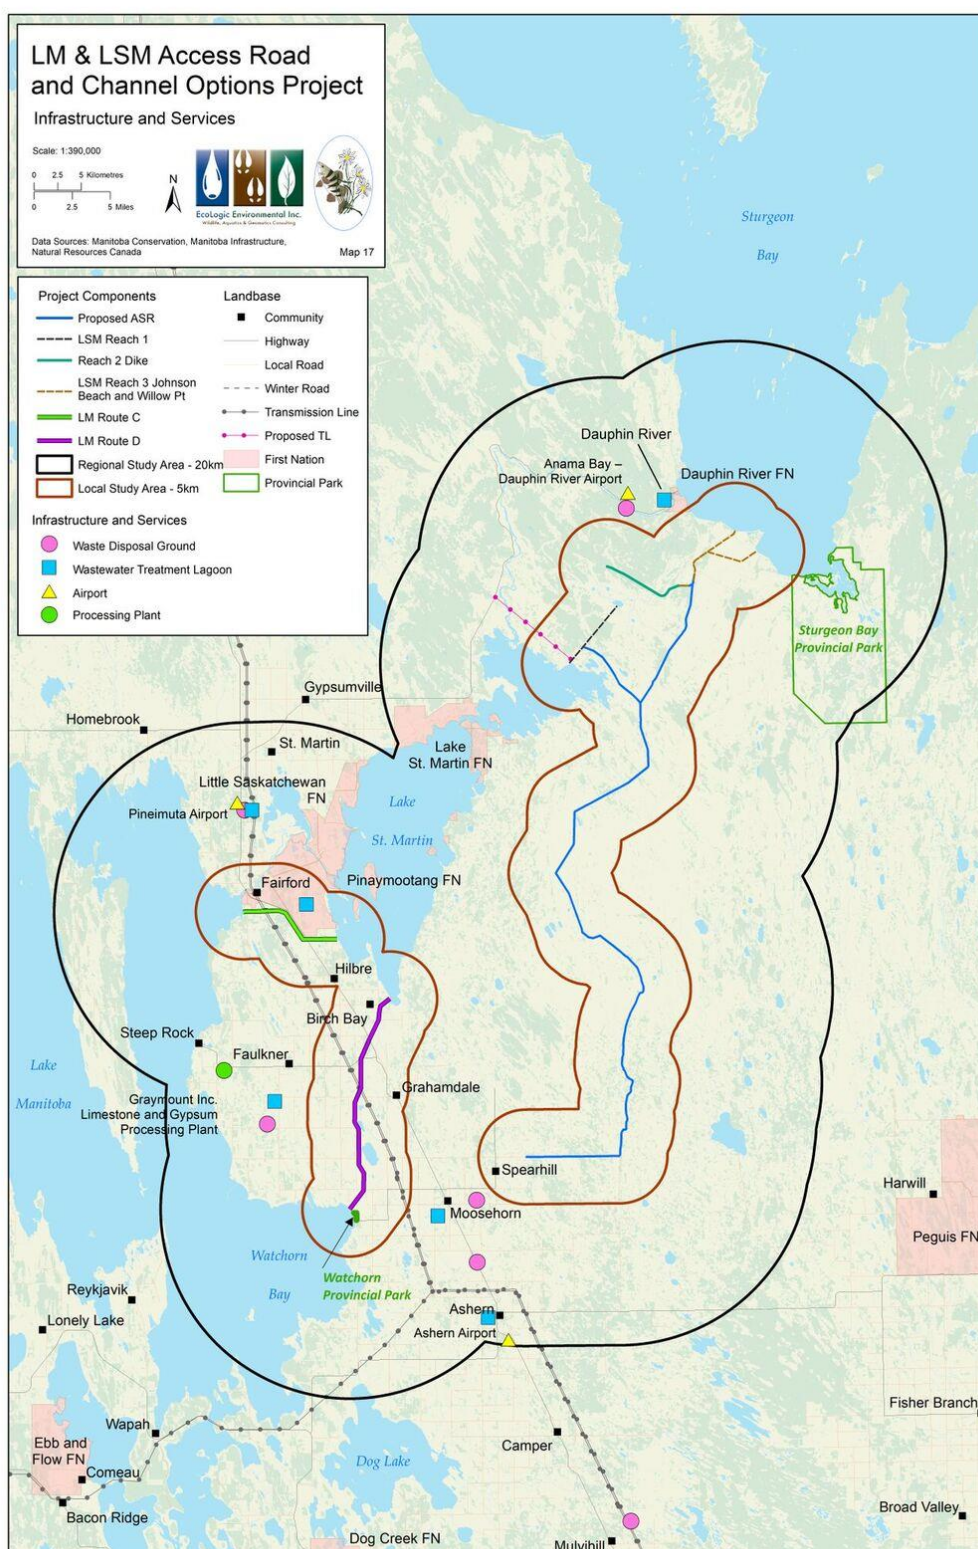 LM & LSM Access Road
and Channel Options Project
Infrastructure and Services
Scale: 1:390,000
0 2.5 5 Kilometres
0 2.5 5 Miles
N
EcoLogic Environmental Inc.
Wildlife, Aquatics & Geomatics Consulting
Data Sources: Manitoba Conservation, Manitoba Infrastructure,
Natural Resources Canada
Map 17
Project Components
Proposed ASR
LSM Reach 1
Reach 2 Dike
LSM Reach 3 Johnson
Beach and Willow Pt
LM Route C
LM Route D
Regional Study Area - 20km
Local Study Area - 5km
Landbase
Community
Highway
Local Road
Winter Road
Transmission Line
Proposed TL
First Nation
Provincial Park
Infrastructure and Services
Waste Disposal Ground
Wastewater Treatment Lagoon
Airport
Processing Plant
Sturgeon
Bay
Dauphin River
Anama Bay –
Dauphin River Airport
Dauphin River FN
Sturgeon Bay
Provincial Park
Gypsumville
Homebrook
St. Martin
Lake
St. Martin FN
Little Saskatchewan
FN
Pineimuta Airport
Lake
St. Martin
Fairford
Pinaymootang FN
Hilbre
Birch Bay
Steep Rock
Faulkner
Lake
Manitoba
Graymount Inc.
Limestone and Gypsum
Processing Plant
Grahamdale
Spearhill
Moosehorn
Harwill
Peguis FN
Watchorn
Bay
Watchorn
Provincial Park
Reykjavik
Lonely Lake
Ashern
Ashern Airport
Fisher Branch
Wapah
Ebb and
Flow FN
Comeau
Bacon Ridge
Camper
Dog Lake
Broad Valley
Dog Creek FN
Mulvihill